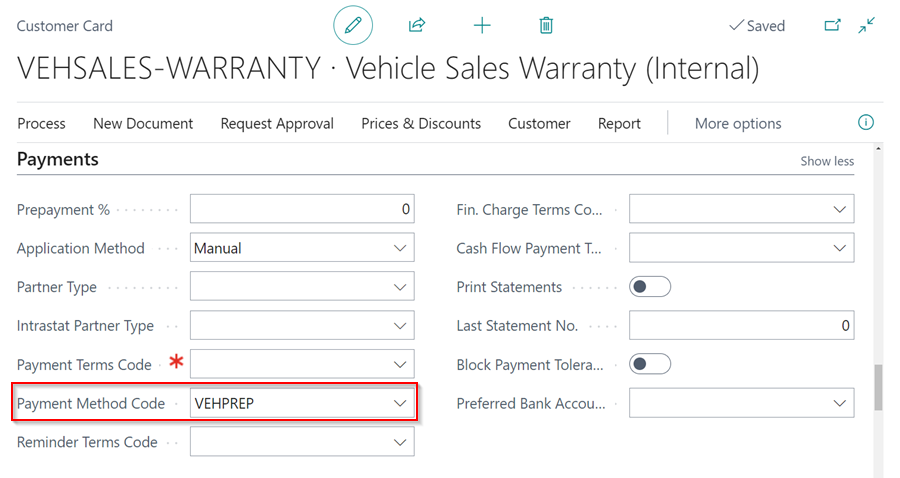 Customer Card
Saved
VEHSALES-WARRANTY · Vehicle Sales Warranty (Internal)
Process New Document Request Approval Prices & Discounts Customer Report More options
Payments Show less
Prepayment % 0 Fin. Charge Terms Co...
Application Method Manual Cash Flow Payment T...
Partner Type Print Statements
Intrastat Partner Type Last Statement No. 0
Payment Terms Code * Block Payment Tolera...
Payment Method Code VEHPREP Preferred Bank Accou...
Reminder Terms Code